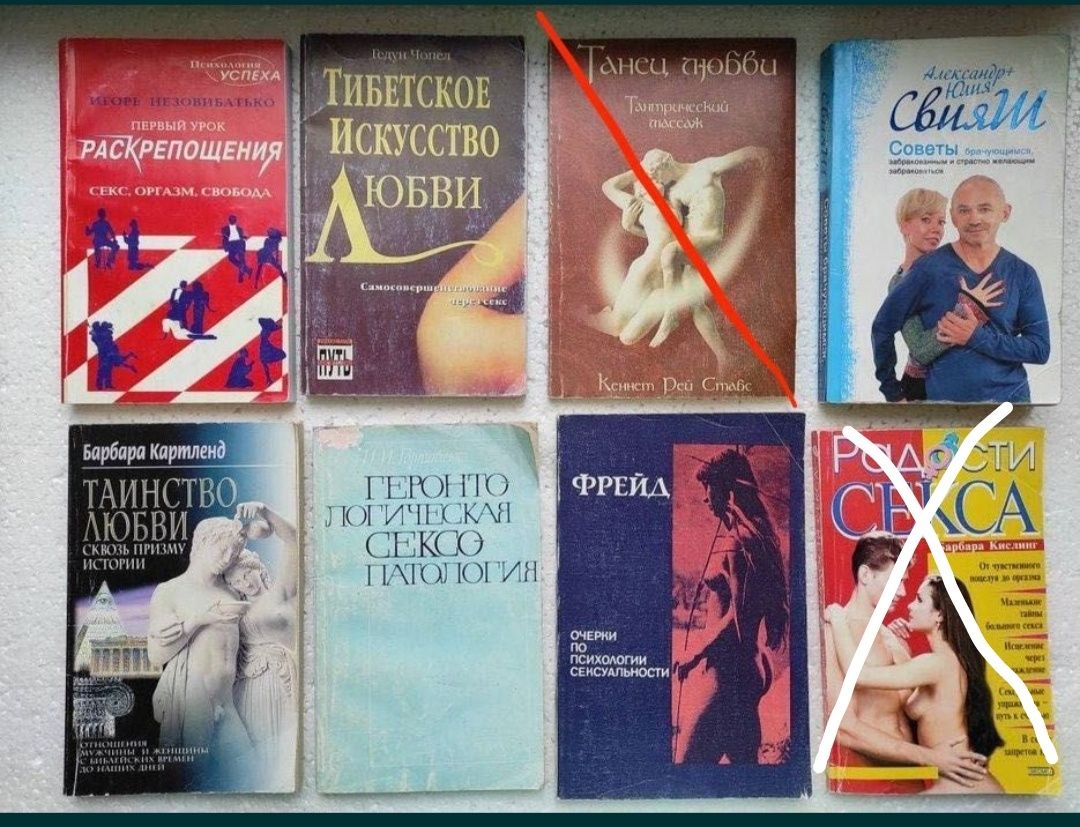 Психология
УСПЕХА
ИГОРЬ НЕЗОВИБАТЬКО
ПЕРВЫЙ УРОК
РАСКРЕПОЩЕНИЯ
СЕКС, ОРГАЗМ, СВОБОДА
Гедун Чопел
ТИБЕТСКОЕ
ИСКУССТВО
ЛЮБВИ
Самосовершенствование
через секс
ПУТЬ
Танец любви
Тантрический
массаж
Кеннет Рей Стабс
Александр+
Юлия
Свияш
Советы брачующимся,
забракованным и страстно желающим
забраковаться
Барбара Картленд
ТАИНСТВО
ЛЮБВИ
СКВОЗЬ ПРИЗМУ
ИСТОРИИ
ОТНОШЕНИЯ
МУЖЧИНЫ И ЖЕНЩИНЫ
С БИБЛЕЙСКИХ ВРЕМЕН
ДО НАШИХ ДНЕЙ
ГЕРОНТО
ЛОГИЧЕСКАЯ
СЕКСО
ПАТОЛОГИЯ
ФРЕЙД
ОЧЕРКИ
ПО
ПСИХОЛОГИИ
СЕКСУАЛЬНОСТИ
Радости
СЕКСА
Барбара Кислинг
От чувственного
поцелуя до оргазма
Маленькие
тайны
большого секса
Исцеление
через